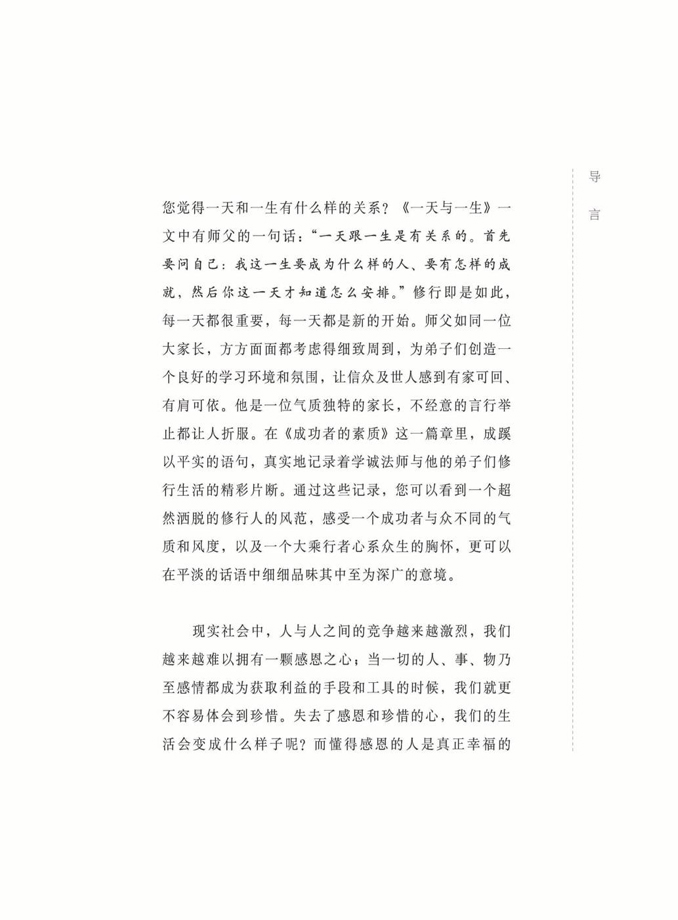 导言
您觉得一天和一生有什么样的关系？《一天与一生》一
文中有师父的一句话：“一天跟一生是有关系的。首先
要问自己：我这一生要成为什么样的人、要有怎样的成
就，然后你这一天才知道怎么安排。”修行即是如此，
每一天都很重要，每一天都是新的开始。师父如同一位
大家长，方方面面都考虑得细致周到，为弟子们创造一
个良好的学习环境和氛围，让信众及世人感到有家可回、
有肩可依。他是一位气质独特的家长，不经意的言行举
止都让人折服。在《成功者的素质》这一篇章里，成蹊
以平实的语句，真实地记录着学诚法师与他的弟子们修
行生活的精彩片断。通过这些记录，您可以看到一个超
然洒脱的修行人的风范，感受一个成功者与众不同的气
质和风度，以及一个大乘行者心系众生的胸怀，更可以
在平淡的话语中细细品味其中至为深广的意境。
现实社会中，人与人之间的竞争越来越激烈，我们
越来越难以拥有一颗感恩之心；当一切的人、事、物乃
至感情都成为获取利益的手段和工具的时候，我们就更
不容易体会到珍惜。失去了感恩和珍惜的心，我们的生
活会变成什么样子呢？而懂得感恩的人是真正幸福的